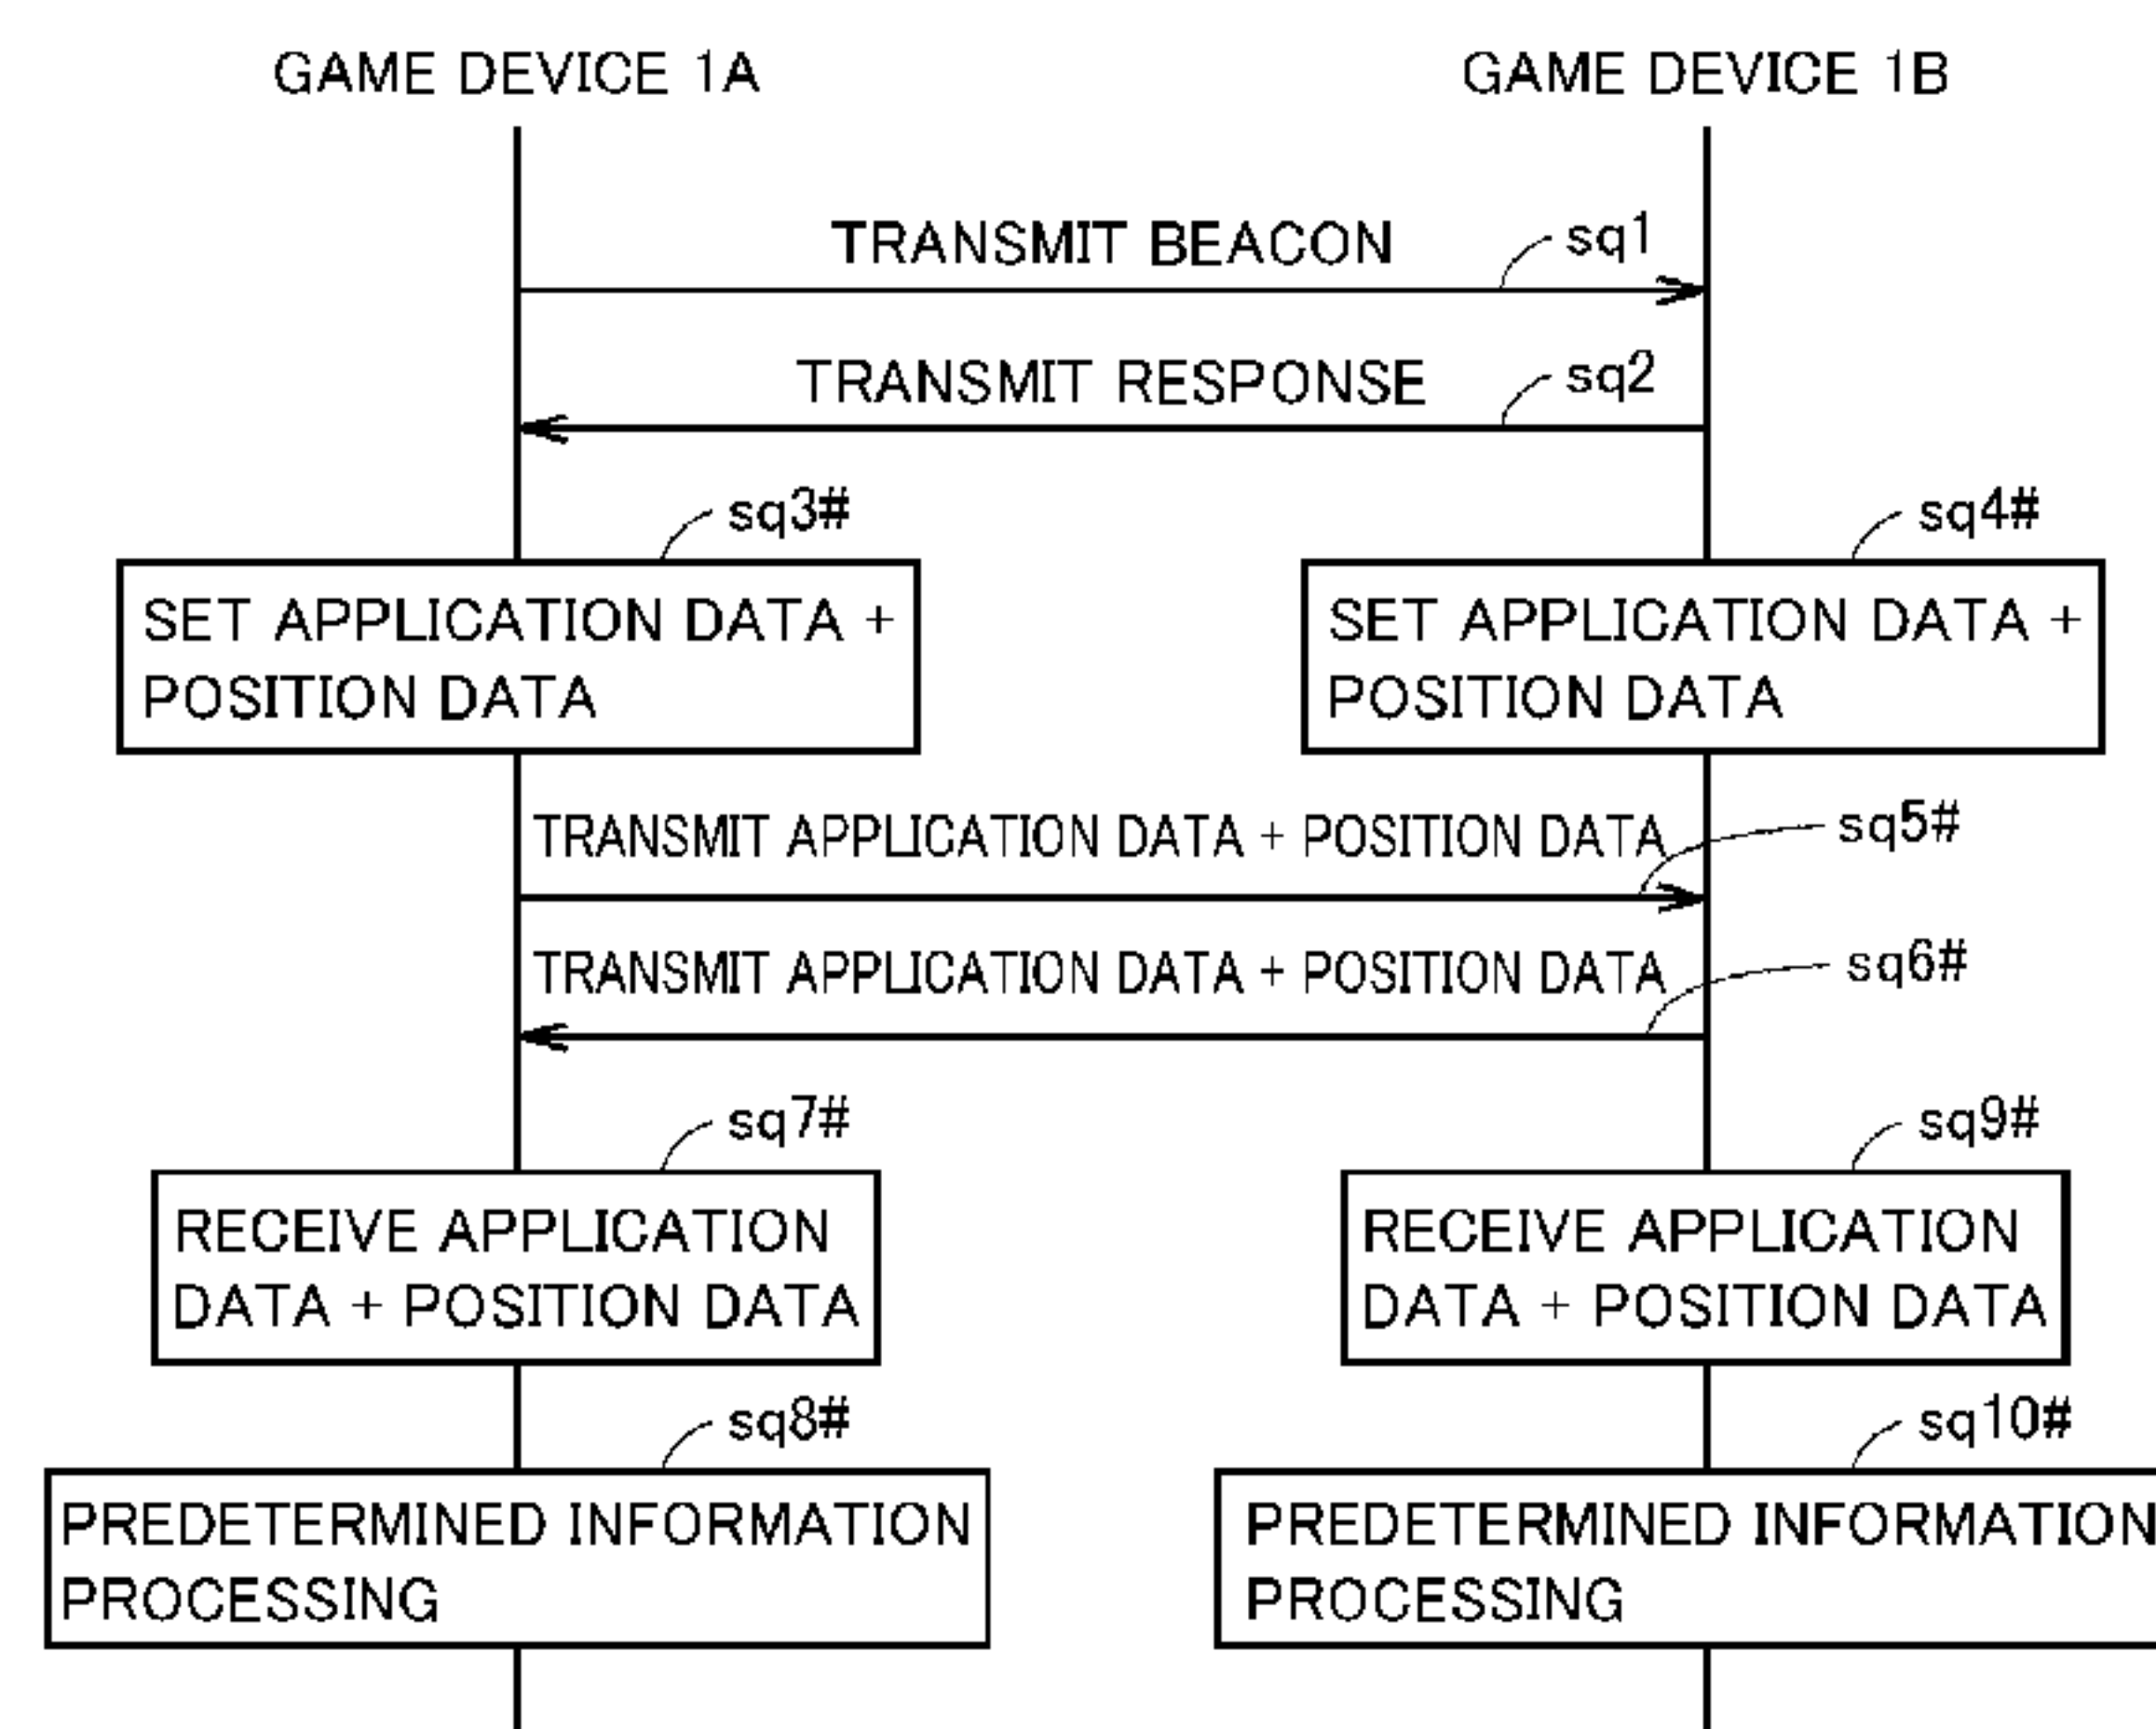 GAME DEVICE 1A
GAME DEVICE 1B
TRANSMIT BEACON
sq1
TRANSMIT RESPONSE
sq2
sq3#
sq4#
SET APPLICATION DATA +
POSITION DATA
SET APPLICATION DATA +
POSITION DATA
TRANSMIT APPLICATION DATA + POSITION DATA
sq5#
TRANSMIT APPLICATION DATA + POSITION DATA
sq6#
sq7#
sq9#
RECEIVE APPLICATION
DATA + POSITION DATA
RECEIVE APPLICATION
DATA + POSITION DATA
sq8#
sq10#
PREDETERMINED INFORMATION
PROCESSING
PREDETERMINED INFORMATION
PROCESSING